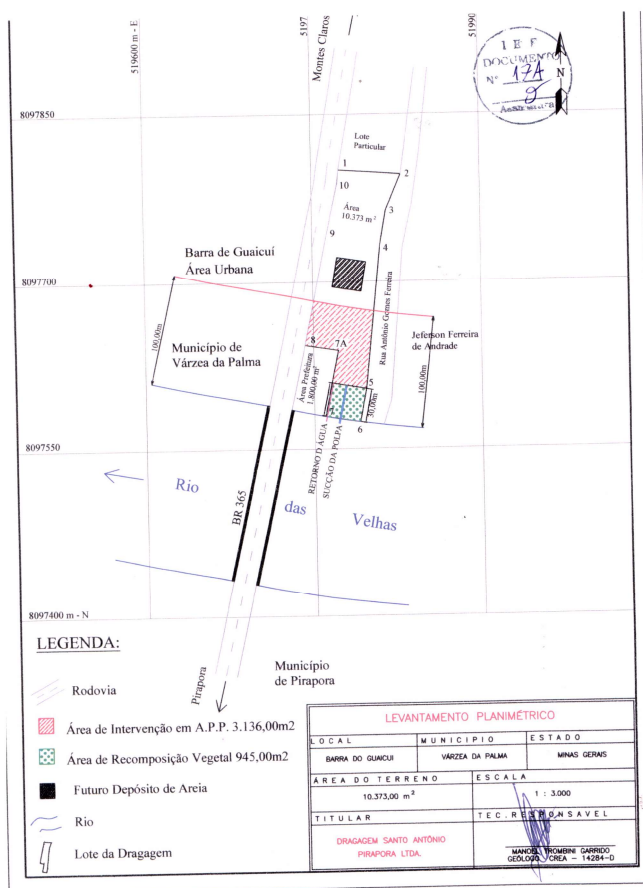 519600 m - E
5197
51990
Montes Claros
I E F
DOCUMENTO
Nº 17A
Assinatura
N
8097850
Lote
Particular
1
2
10
Área
10.373 m²
3
9
4
Barra de Guaicuí
Área Urbana
8097700
Rua Antônio Gomes Ferreira
Jeferson Ferreira
de Andrade
100,00m
Município de
Várzea da Palma
8
7A
Área Prefeitura
1.800,00 m²
5
30,00m
100,00m
7
6
8097550
RETORNO D ÁGUA
SUCÇÃO DA POLPA
BR 365
Rio
das
Velhas
8097400 m - N
LEGENDA:
Pirapora
Município
de Pirapora
Rodovia
Área de Intervenção em A.P.P. 3.136,00m2
Área de Recomposição Vegetal 945,00m2
Futuro Depósito de Areia
Rio
Lote da Dragagem
LEVANTAMENTO PLANIMÉTRICO
LOCAL MUNICIPIO ESTADO
BARRA DO GUAICUI VÁRZEA DA PALMA MINAS GERAIS
ÁREA DO TERRENO ESCALA
10.373,00 m² 1 : 3.000
TITULAR TEC. RESPONSAVEL
DRAGAGEM SANTO ANTÔNIO
PIRAPORA LTDA.
MANOEL TROMBINI GARRIDO
GEÓLOGO CREA - 14284-D